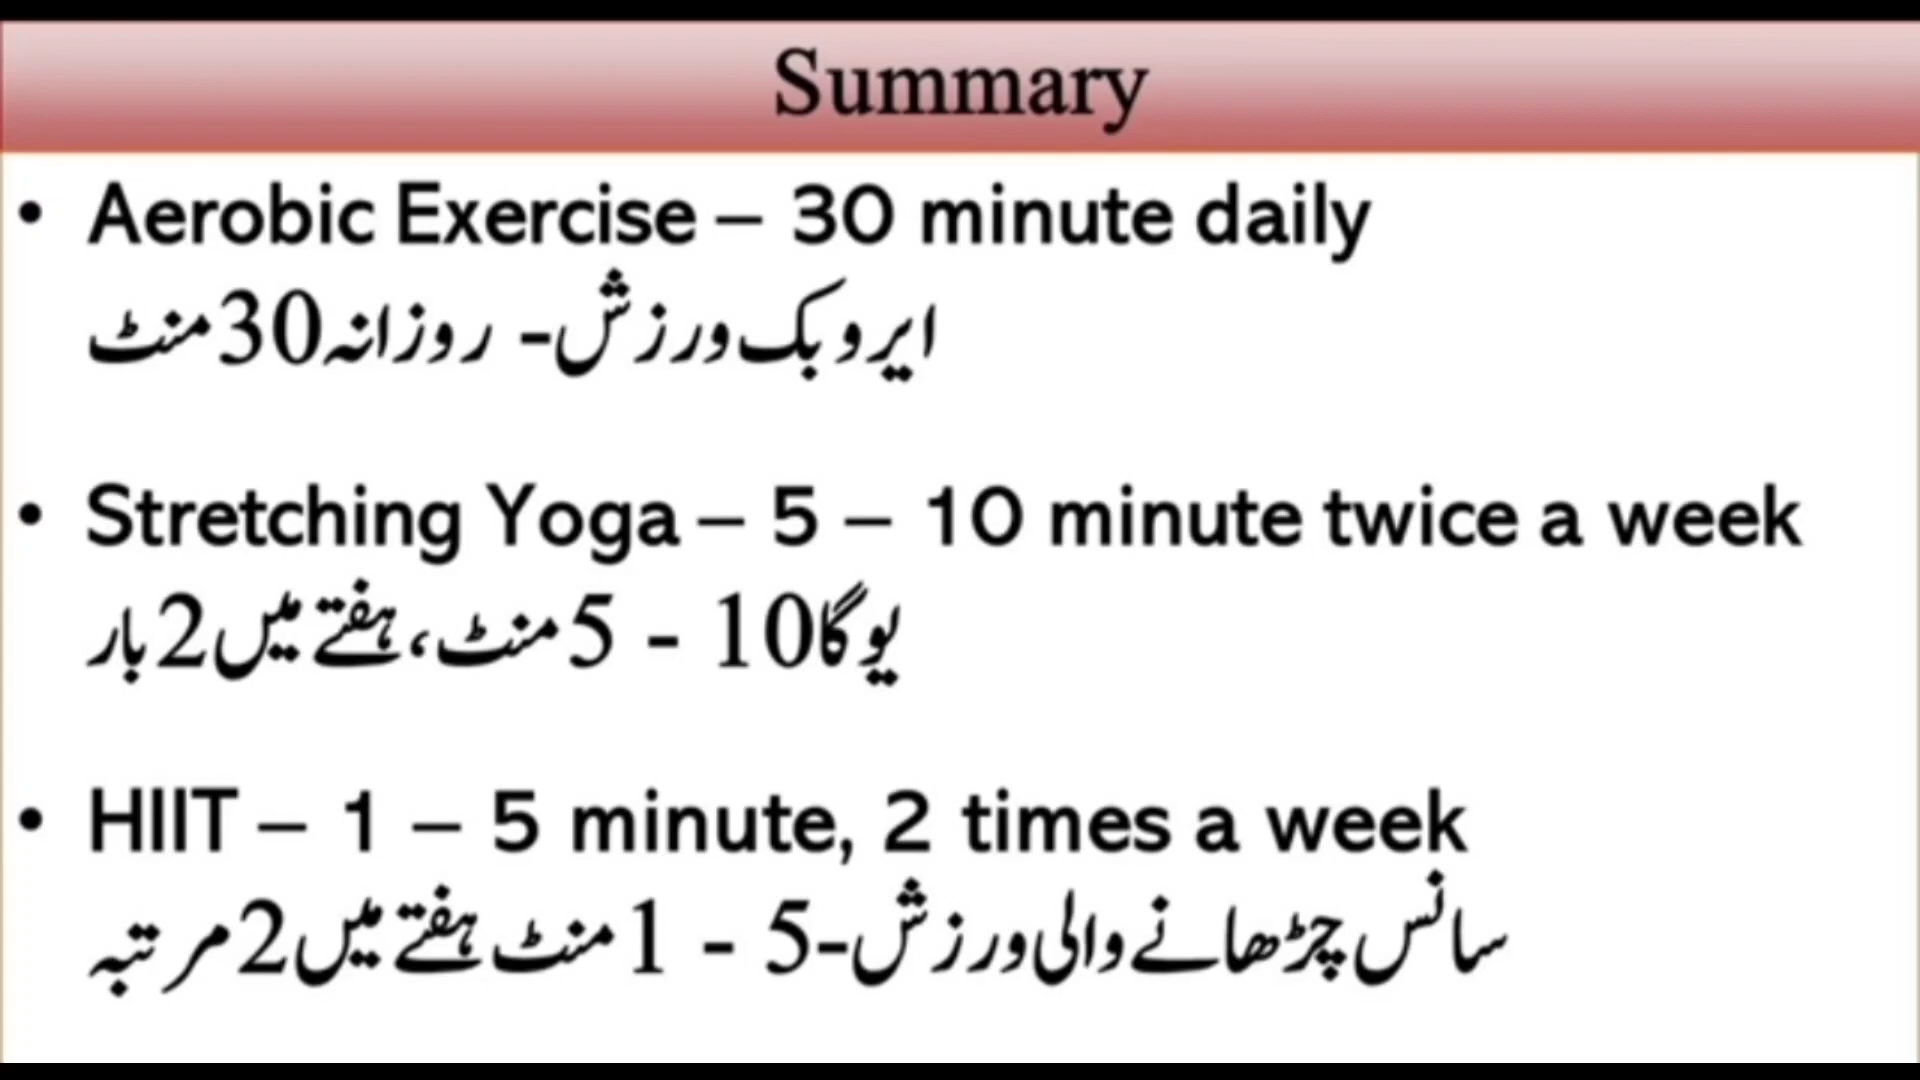 Summary
• Aerobic Exercise – 30 minute daily
ایروبک ورزش- روزانہ 30 منٹ
• Stretching Yoga – 5 – 10 minute twice a week
یوگا 10 - 5 منٹ، ہفتے میں 2 بار
• HIIT – 1 – 5 minute, 2 times a week
سانس چڑھانے والی ورزش-5 - 1 منٹ ہفتے میں 2 مرتبہ